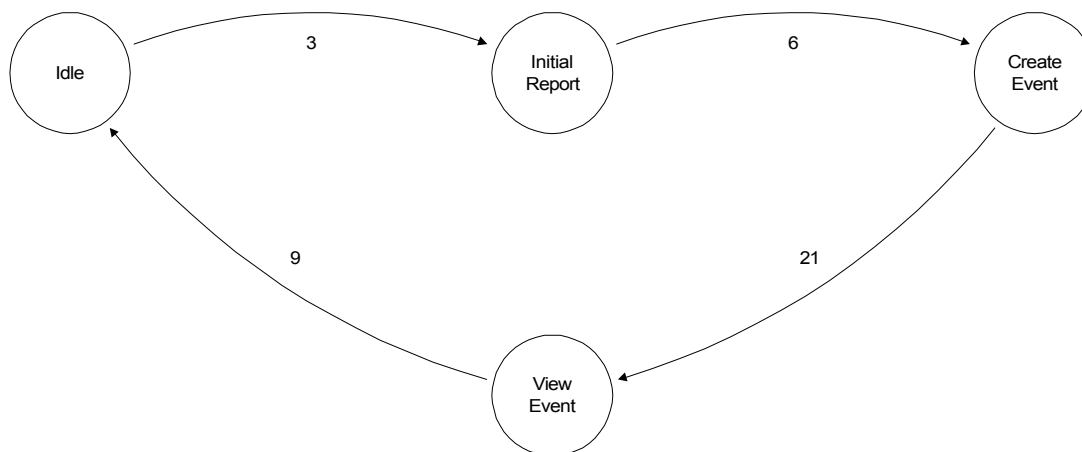 3
6
Idle
Initial
Report
Create
Event
9
21
View
Event